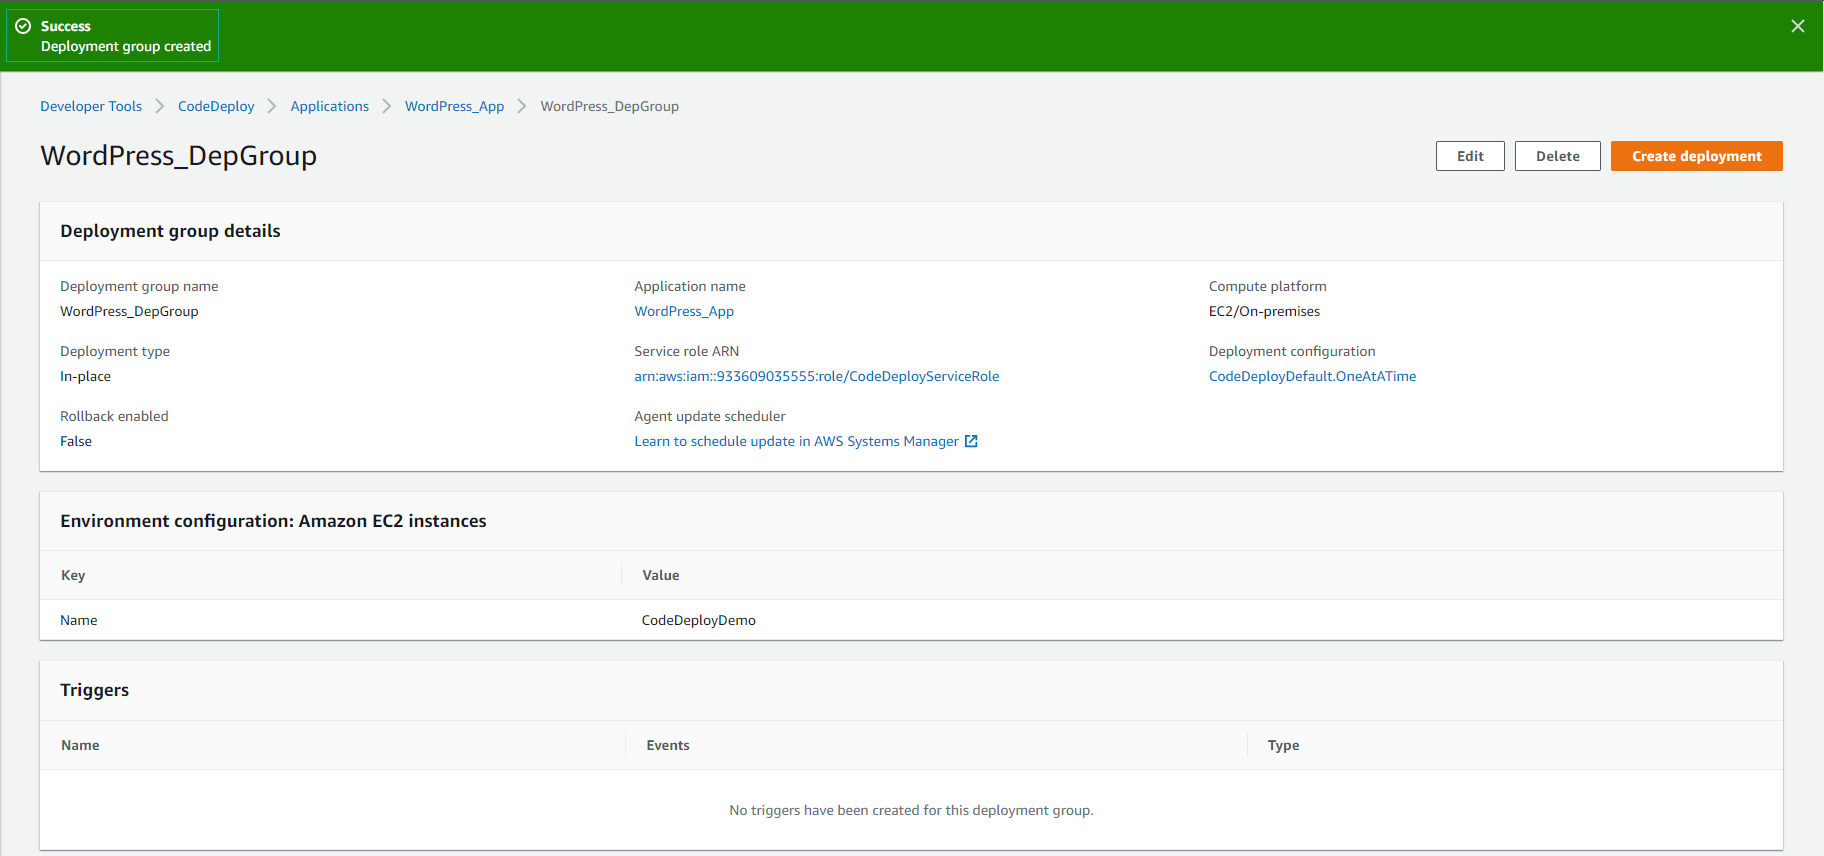 Success
Deployment group created
Developer Tools > CodeDeploy > Applications > WordPress_App > WordPress_DepGroup
WordPress_DepGroup
Edit Delete Create deployment
Deployment group details
Deployment group name Application name Compute platform
WordPress_DepGroup WordPress_App EC2/On-premises
Deployment type Service role ARN Deployment configuration
In-place arn:aws:iam::933609035555:role/CodeDeployServiceRole CodeDeployDefault.OneAtATime
Rollback enabled Agent update scheduler
False Learn to schedule update in AWS Systems Manager
Environment configuration: Amazon EC2 instances
Key Value
Name CodeDeployDemo
Triggers
Name Events Type
No triggers have been created for this deployment group.